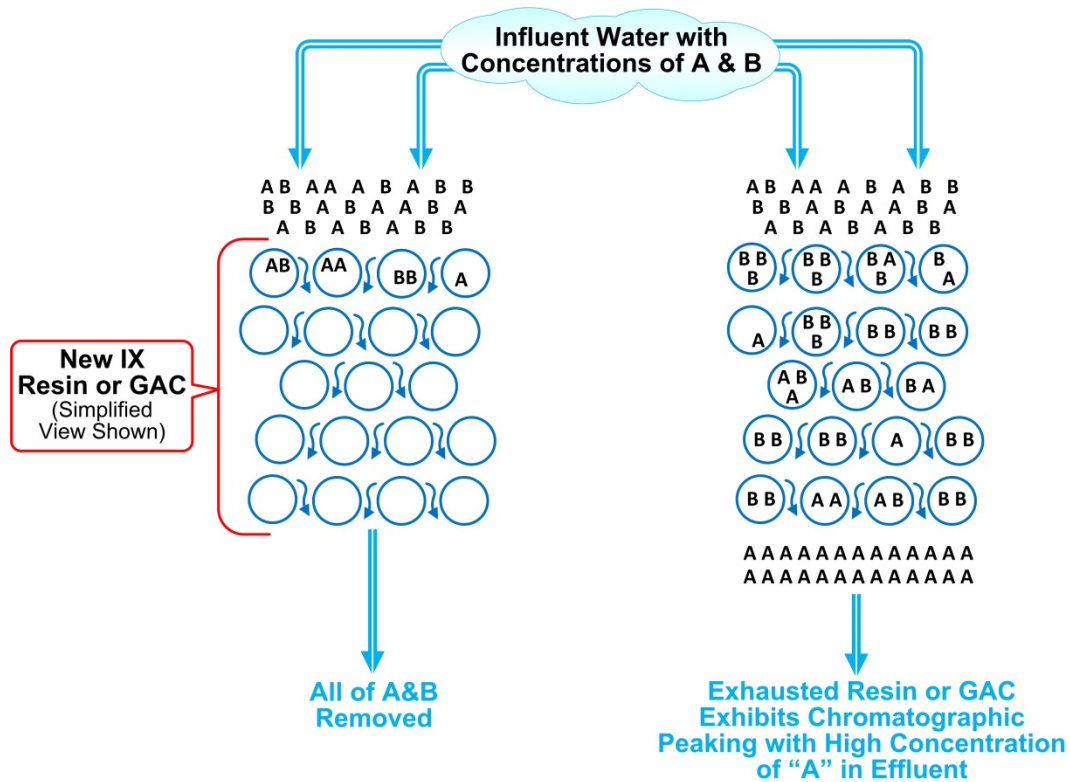 Influent Water with
Concentrations of A & B
A B A A A B A B B
B B A B A A B A
A B A B A B B
AB
AA
BB
A
New IX
Resin or GAC
(Simplified
View Shown)
All of A&B
Removed
A B A A A B A B B
B B A B A A B A
A B A B A B B
B B
B
B B
B
B A
B
B
A
A
B B
B
B B
B B
A B
A
A B
B A
B B
B B
A
B B
B B
A A
A B
B B
A A A A A A A A A A A A A
A A A A A A A A A A A A A
Exhausted Resin or GAC
Exhibits Chromatographic
Peaking with High Concentration
of “A” in Effluent